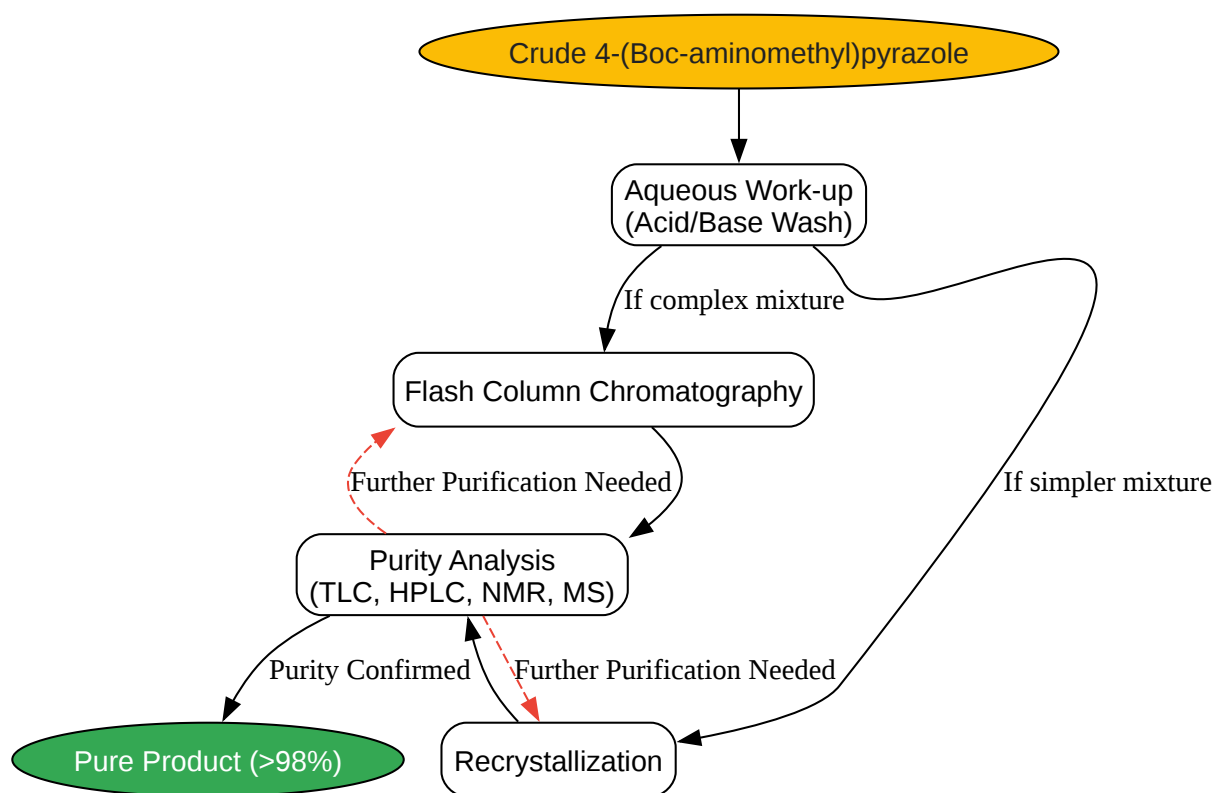 Crude 4-(Boc-aminomethyl)pyrazole
Aqueous Work-up
(Acid/Base Wash)
If complex mixture
Flash Column Chromatography
Further Purification Needed
If simpler mixture
Purity Analysis
(TLC, HPLC, NMR, MS)
Purity Confirmed
Further Purification Needed
Pure Product (>98%)
Recrystallization